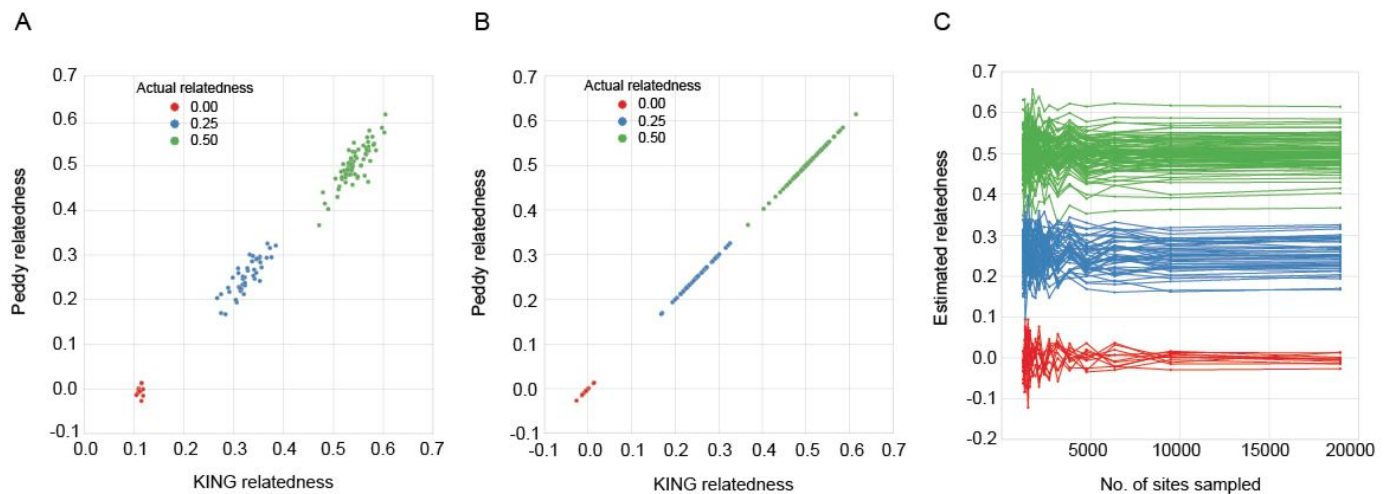 A
Peddy relatedness
0.7
0.6
0.5
0.4
0.3
0.2
0.1
0.0
-0.1
Actual relatedness
0.00
0.25
0.50
0.0 0.1 0.2 0.3 0.4 0.5 0.6 0.7
KING relatedness
B
Peddy relatedness
0.7
0.6
0.5
0.4
0.3
0.2
0.1
0.0
-0.1
Actual relatedness
0.00
0.25
0.50
-0.1 0.0 0.1 0.2 0.3 0.4 0.5 0.6 0.7
KING relatedness
C
Estimated relatedness
0.7
0.6
0.5
0.4
0.3
0.2
0.1
0.0
-0.1
-0.2
5000 10000 15000 20000
No. of sites sampled